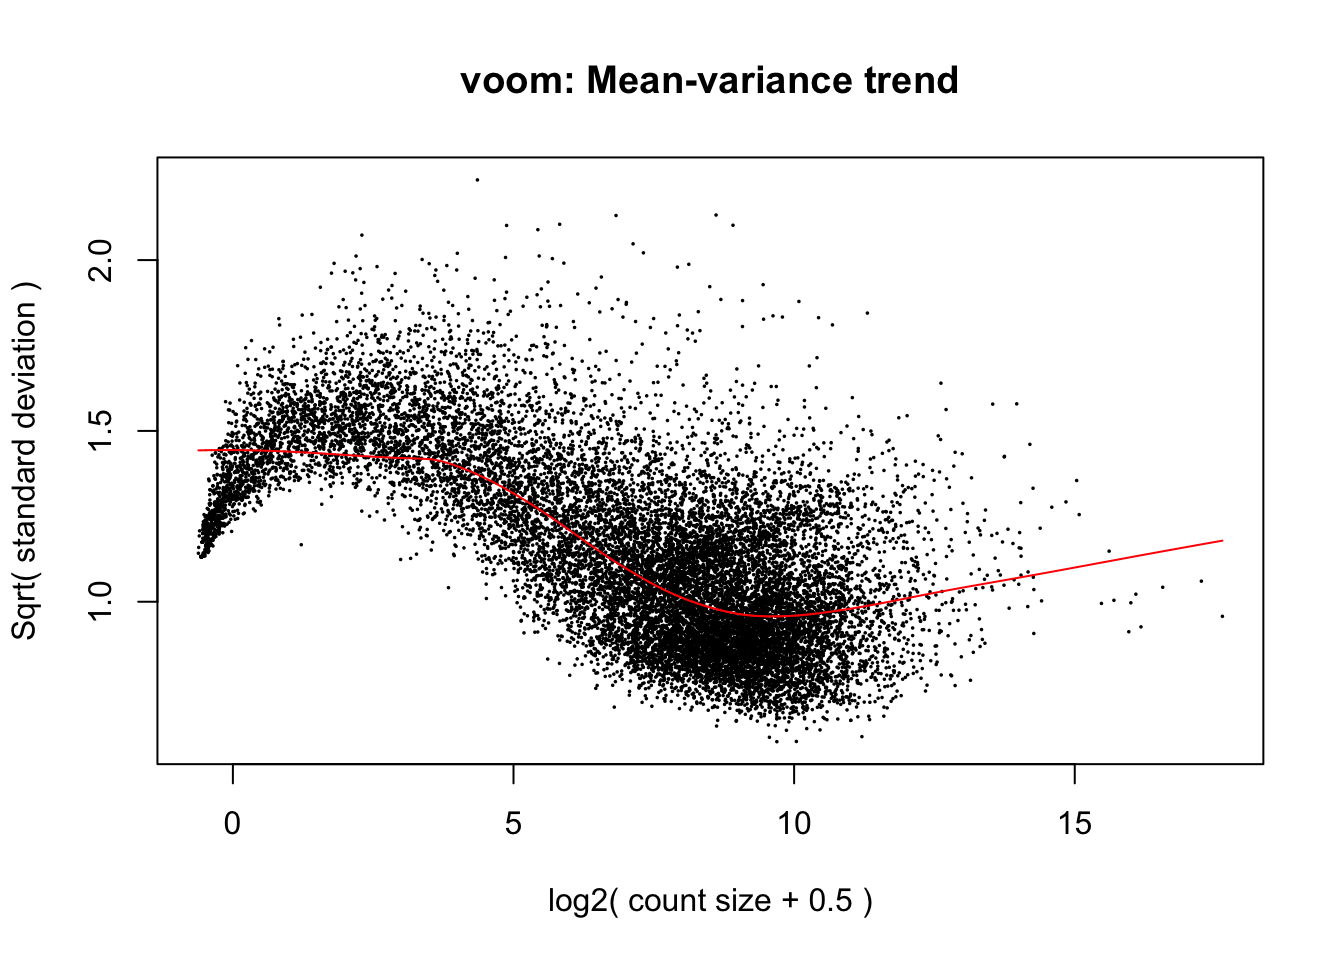 voom: Mean-variance trend
Sqrt( standard deviation )
2.0
1.5
1.0
0
5
10
15
log2( count size + 0.5 )